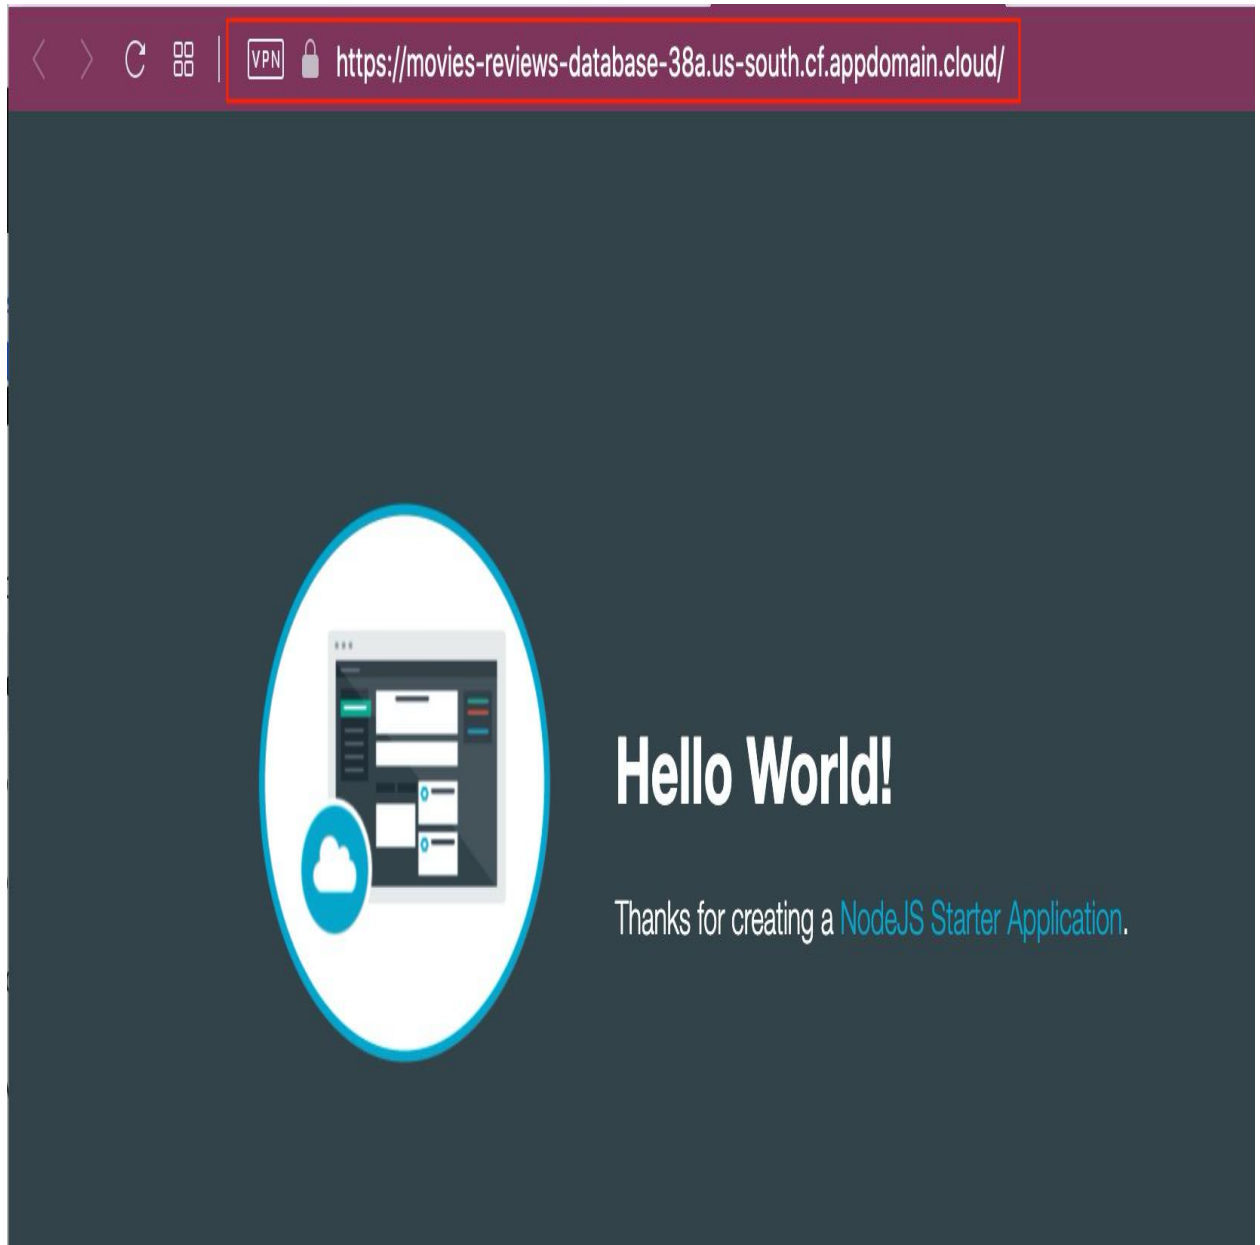 VPN https://movies-reviews-database-38a.us-south.cf.appdomain.cloud/
Hello World!
Thanks for creating a NodeJS Starter Application.